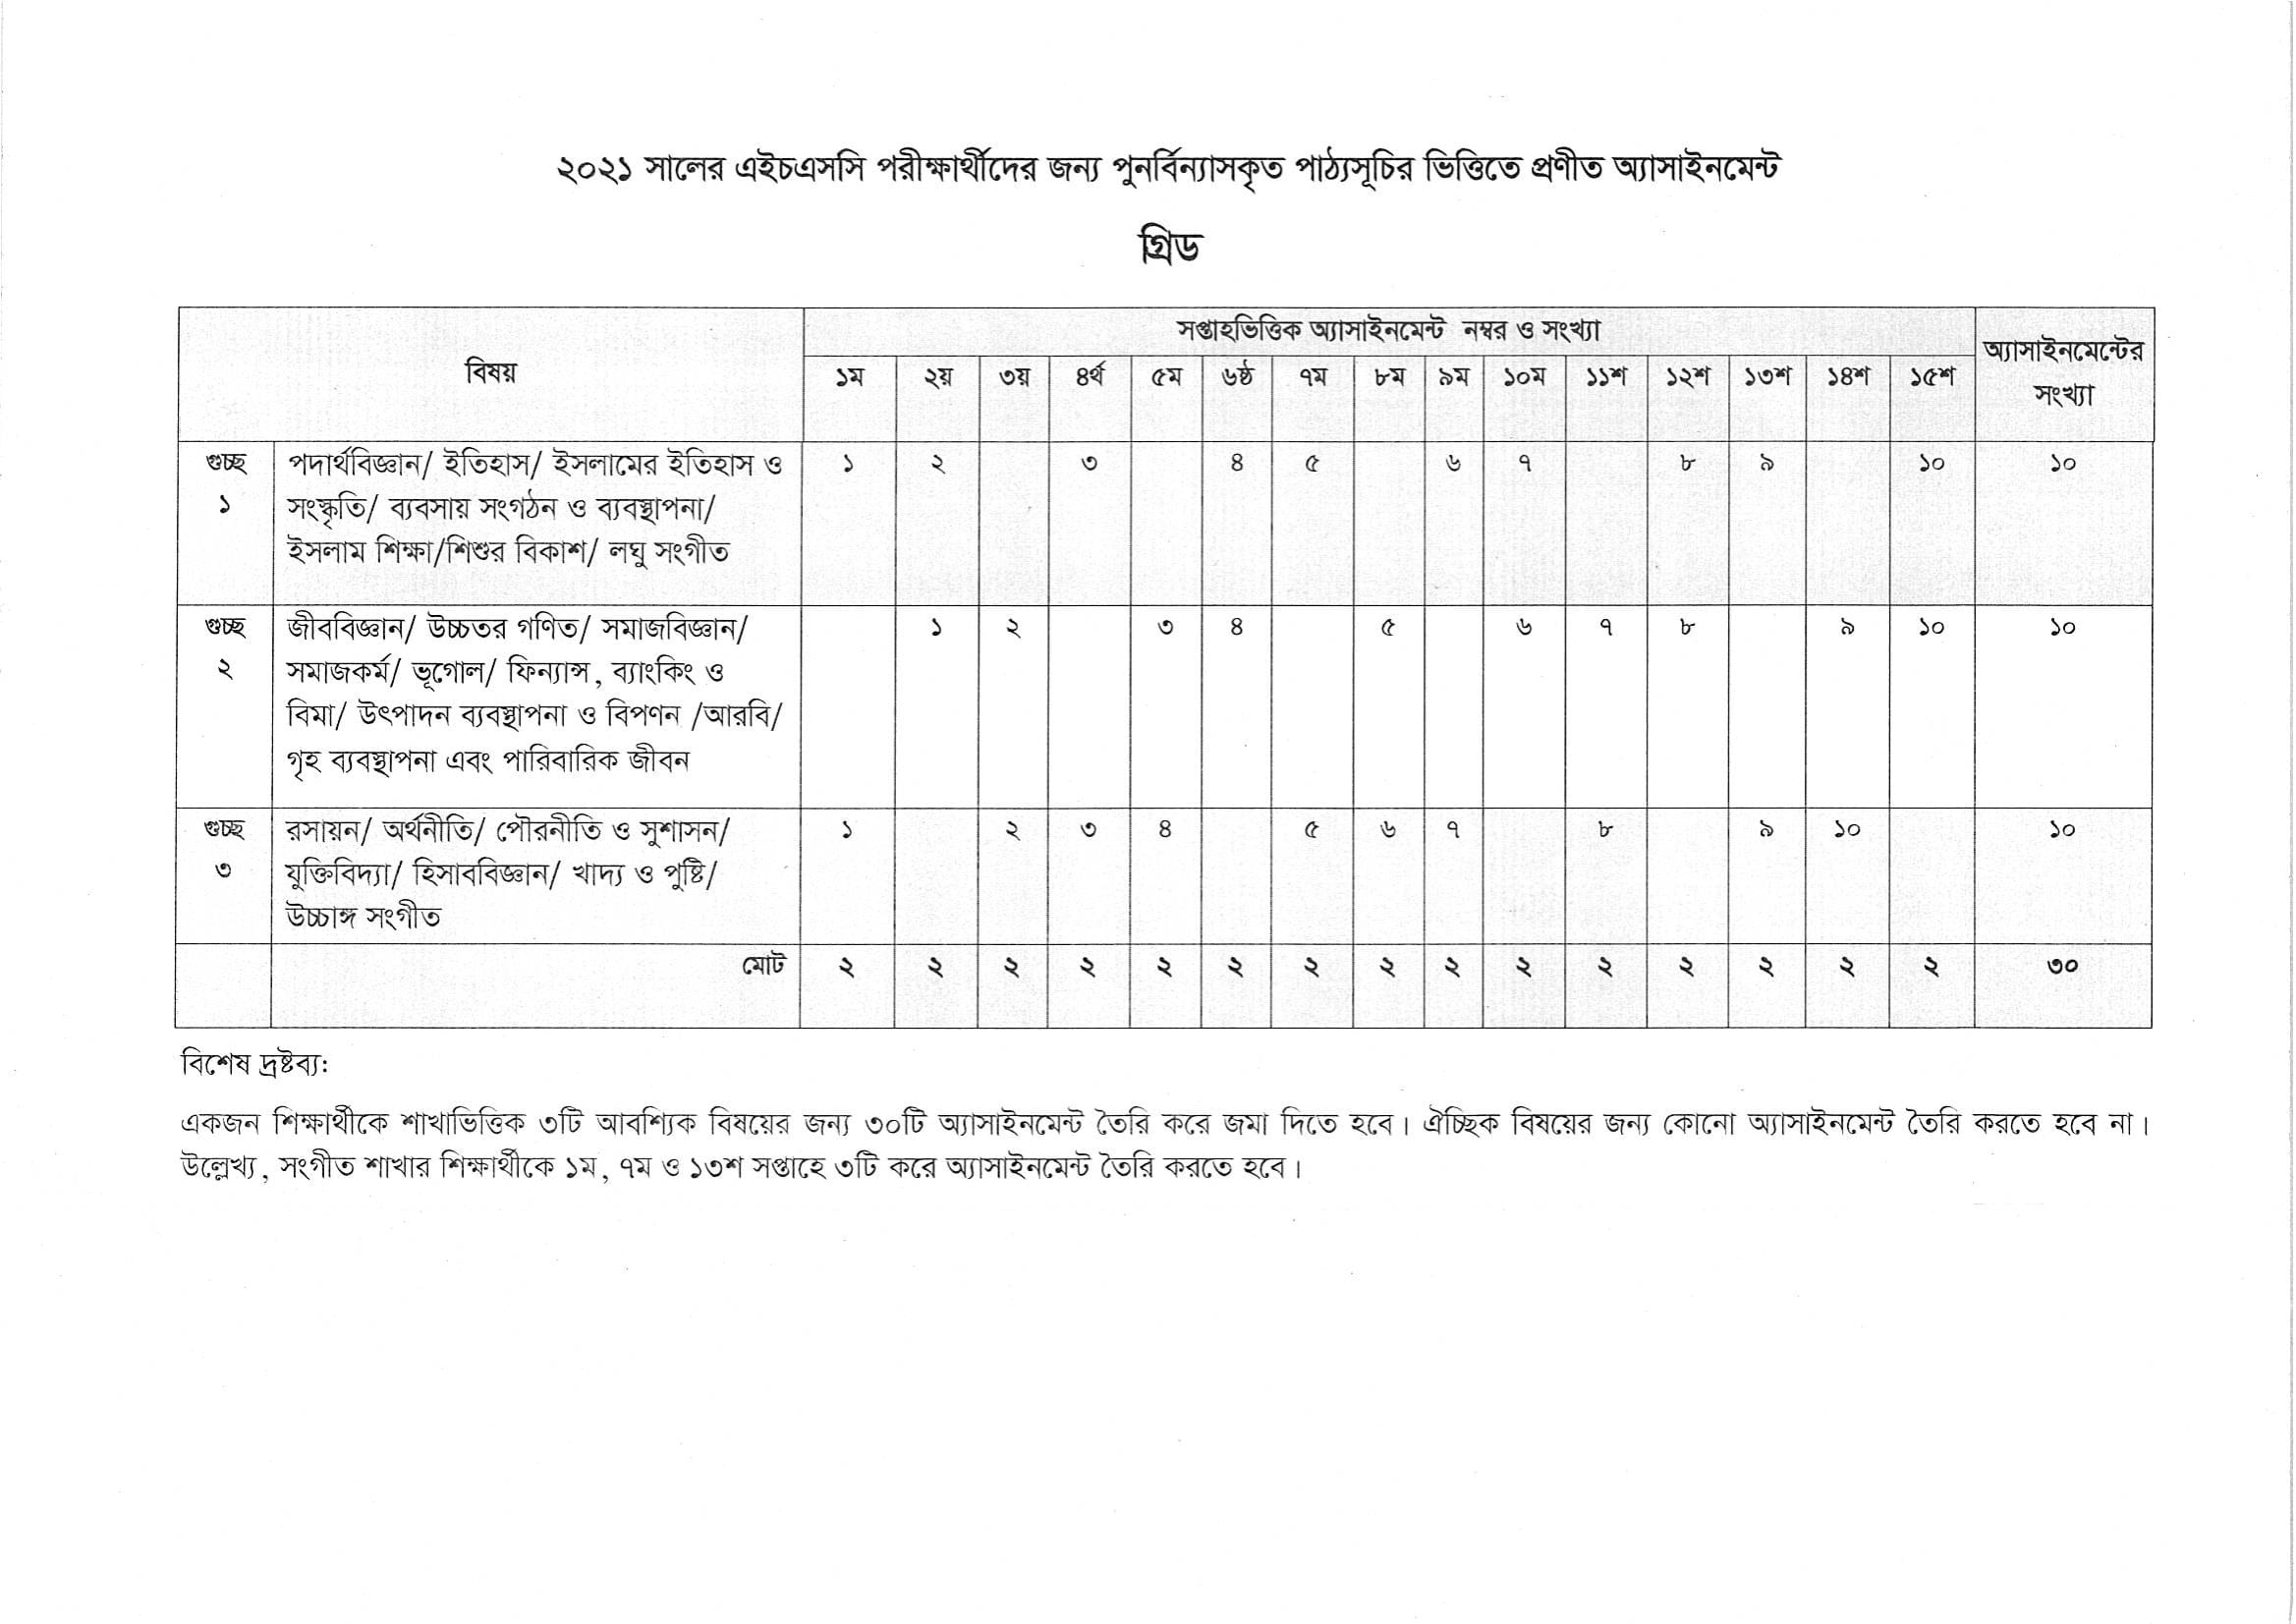 ২০২১ সালের এইচএসসি পরীক্ষার্থীদের জন্য পুনর্বিন্যাসকৃত পাঠ্যসূচির ভিত্তিতে প্রণীত অ্যাসাইনমেন্ট
গ্রিড
বিষয় সপ্তাহভিত্তিক অ্যাসাইনমেন্ট নম্বর ও সংখ্যা অ্যাসাইনমেন্টের সংখ্যা
১ম ২য় ৩য় ৪র্থ ৫ম ৬ষ্ঠ ৭ম ৮ম ৯ম ১০ম ১১শ ১২শ ১৩শ ১৪শ ১৫শ
গুচ্ছ পদার্থবিজ্ঞান/ ইতিহাস/ ইসলামের ইতিহাস ও ১ ২ ৩ ৪ ৫ ৬ ৭ ৮ ৯ ১০ ১০
১ সংস্কৃতি/ ব্যবসায় সংগঠন ও ব্যবস্থাপনা/
ইসলাম শিক্ষা/শিশুর বিকাশ/ লঘু সংগীত
গুচ্ছ জীববিজ্ঞান/ উচ্চতর গণিত/ সমাজবিজ্ঞান/ ১ ২ ৩ ৪ ৫ ৬ ৭ ৮ ৯ ১০ ১০
২ সমাজকর্ম/ ভূগোল/ ফিন্যান্স, ব্যাংকিং ও
বিমা/ উৎপাদন ব্যবস্থাপনা ও বিপণন /আরবি/
গৃহ ব্যবস্থাপনা এবং পারিবারিক জীবন
গুচ্ছ রসায়ন/ অর্থনীতি/ পৌরনীতি ও সুশাসন/ ১ ২ ৩ ৪ ৫ ৬ ৭ ৮ ৯ ১০ ১০
৩ যুক্তিবিদ্যা/ হিসাববিজ্ঞান/ খাদ্য ও পুষ্টি/
উচ্চাঙ্গ সংগীত
মোট ২ ২ ২ ২ ২ ২ ২ ২ ২ ২ ২ ২ ২ ২ ২ ৩০
বিশেষ দ্রষ্টব্য:
একজন শিক্ষার্থীকে শাখাভিত্তিক ৩টি আবশ্যিক বিষয়ের জন্য ৩০টি অ্যাসাইনমেন্ট তৈরি করে জমা দিতে হবে। ঐচ্ছিক বিষয়ের জন্য কোনো অ্যাসাইনমেন্ট তৈরি করতে হবে না।
উল্লেখ্য, সংগীত শাখার শিক্ষার্থীকে ১ম, ৭ম ও ১৩শ সপ্তাহে ৩টি করে অ্যাসাইনমেন্ট তৈরি করতে হবে।